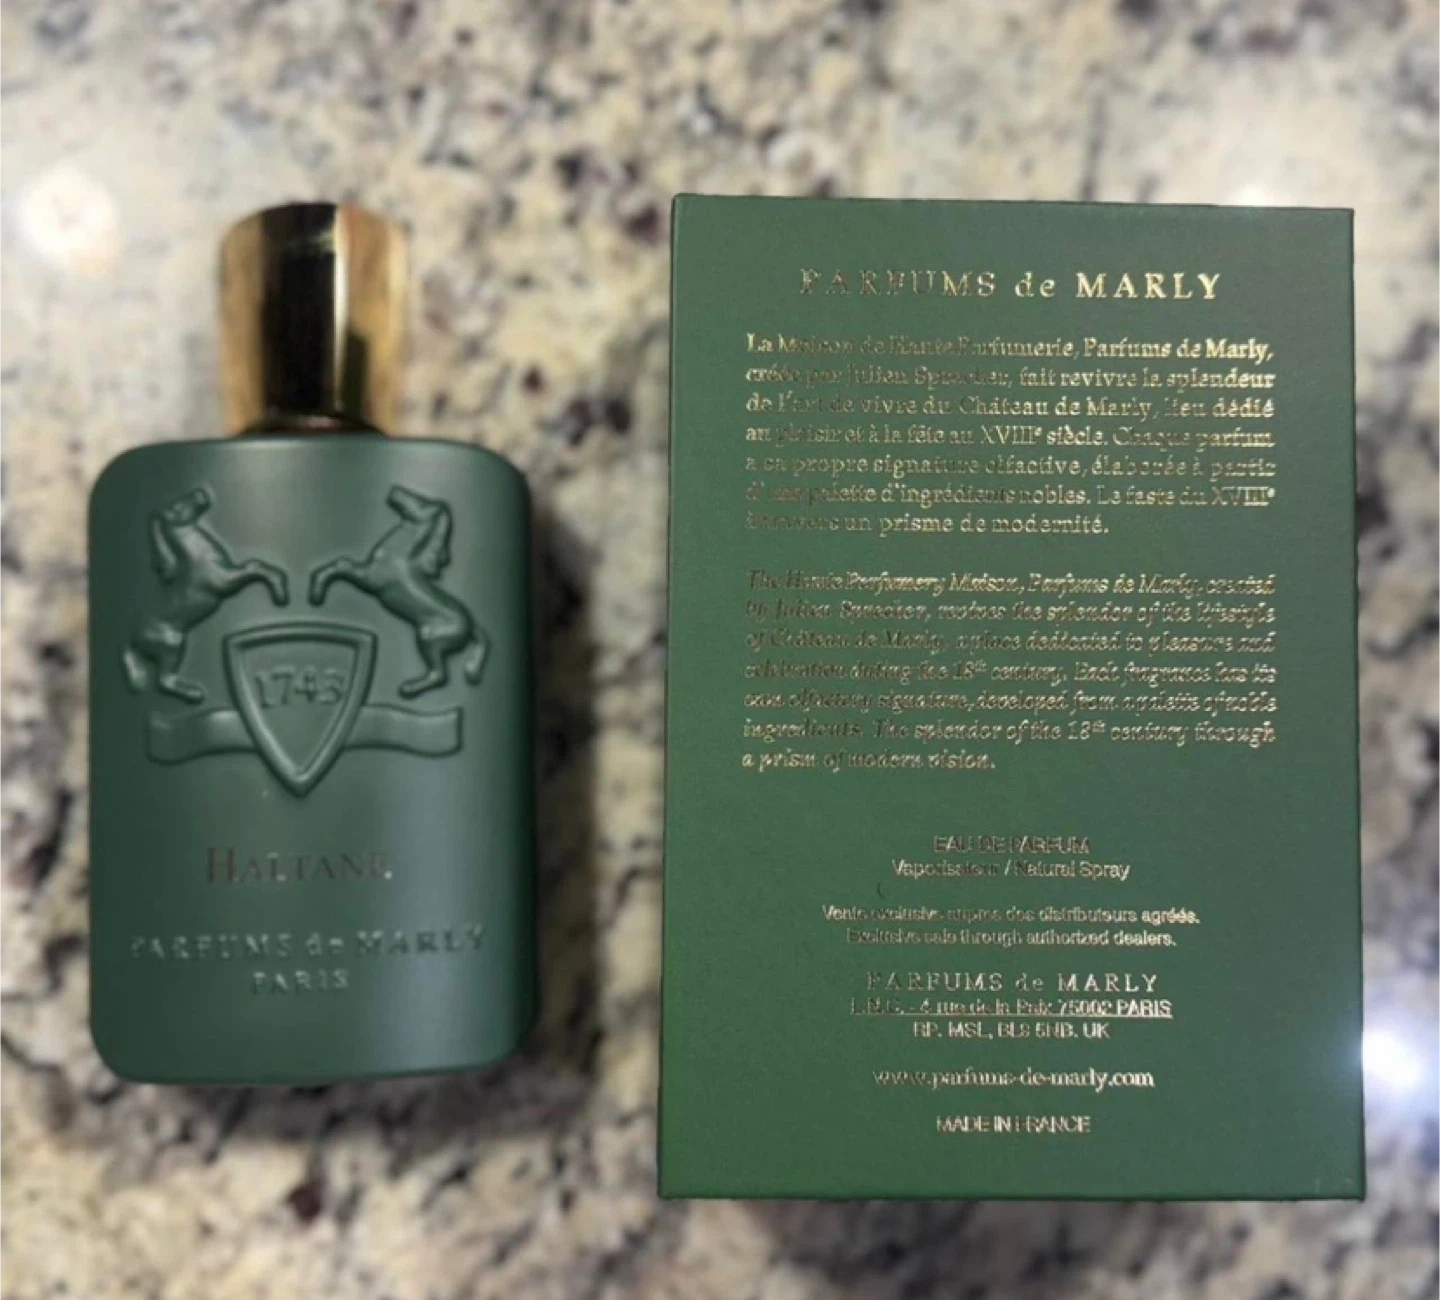 1743
HALTANE
PARFUMS de MARLY
PARIS
PARFUMS de MARLY
La Maison de Haute Parfumerie, Parfums de Marly,
créée par Julien Sprecher, fait revivre la splendeur
de l'art de vivre du Château de Marly, lieu dédié
au plaisir et à la fête au XVIIIe siècle. Chaque parfum
a sa propre signature olfactive, élaborée à partir
d'une palette d'ingrédients nobles. Le faste du XVIIIe
à travers un prisme de modernité.
The Haute Perfumery Maison, Parfums de Marly, created
by Julien Sprecher, revives the splendor of the lifestyle
of Château de Marly, a place dedicated to pleasure and
celebration dating the 18th century. Each fragrance has its
own olfactory signature, developed from a palette of noble
ingredients. The splendor of the 18th century through
a prism of modern vision.
EAU DE PARFUM
Vaporisateur / Natural Spray
Vente exclusive aupres des distributeurs agréés.
Exclusive sale through authorized dealers.
PARFUMS de MARLY
- 4 rue de la Paix 75002 PARIS
RP. MSL, 5NB. UK
www.parfums-de-marly.com
MADE IN FRANCE